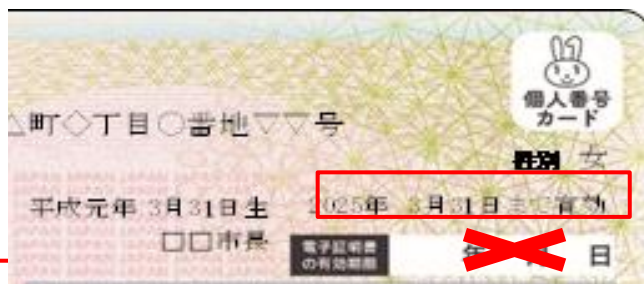 個人番号
カード
△町◇丁目○番地▽▽号
性別 女
平成元年 3月31日生 2025年 3月31日まで有効
□□市長 電子証明書の有効期限 年 月 日